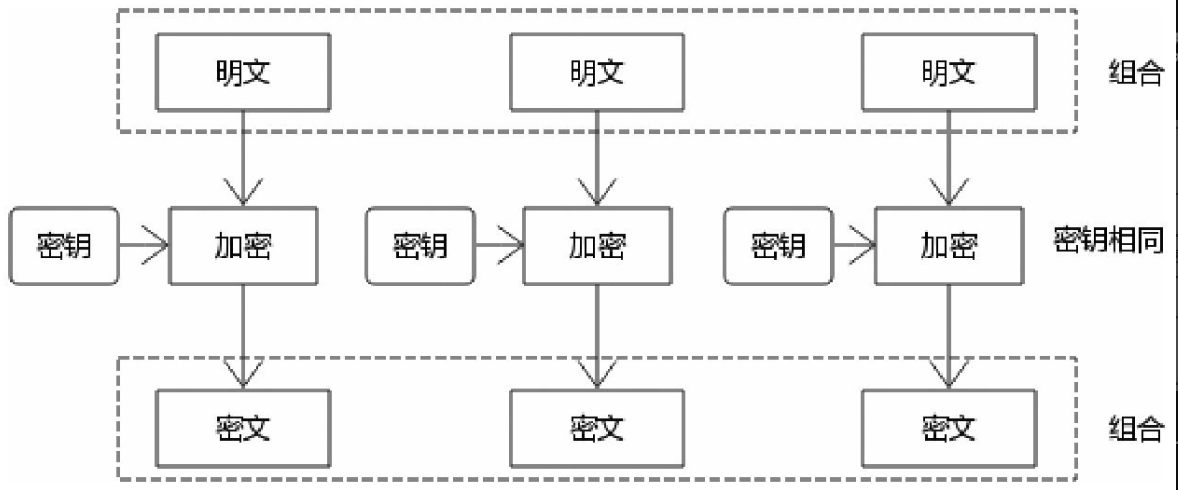 明文 明文 明文 组合
密钥 加密 密钥 加密 密钥 加密 密钥相同
密文 密文 密文 组合